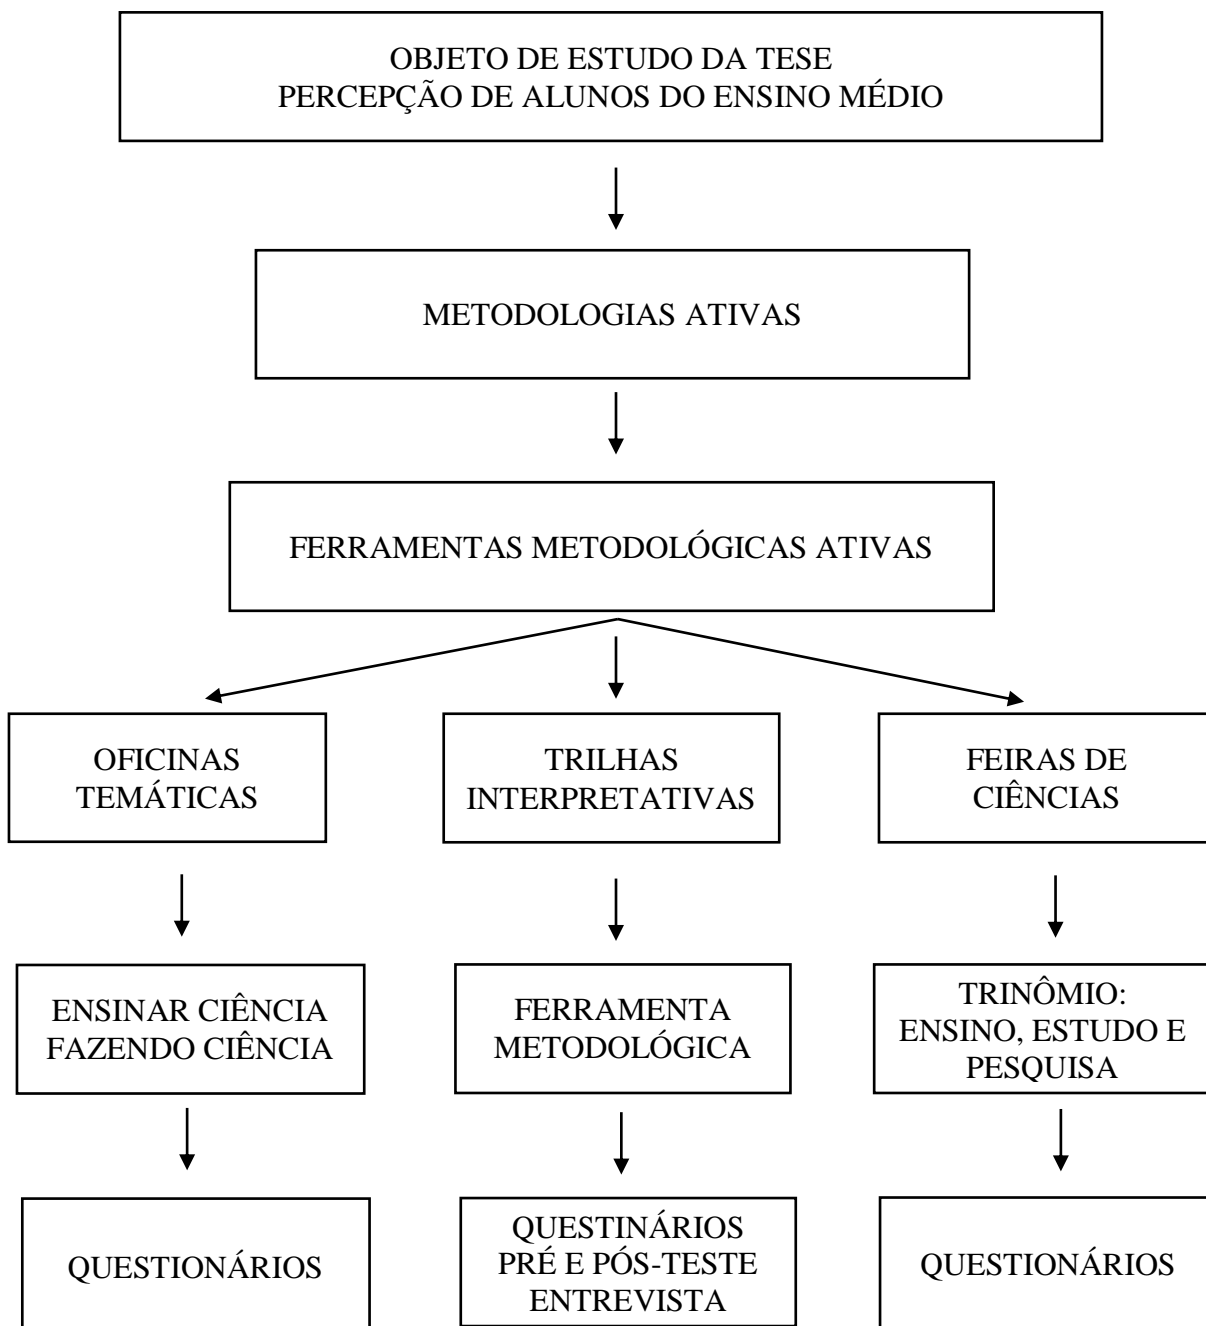 OBJETO DE ESTUDO DA TESE
PERCEPÇÃO DE ALUNOS DO ENSINO MÉDIO
METODOLOGIAS ATIVAS
FERRAMENTAS METODOLÓGICAS ATIVAS
OFICINAS
TEMÁTICAS
TRILHAS
INTERPRETATIVAS
FEIRAS DE
CIÊNCIAS
ENSINAR CIÊNCIA
FAZENDO CIÊNCIA
FERRAMENTA
METODOLÓGICA
TRINÔMIO:
ENSINO, ESTUDO E
PESQUISA
QUESTIONÁRIOS
QUESTINÁRIOS
PRÉ E PÓS-TESTE
ENTREVISTA
QUESTIONÁRIOS